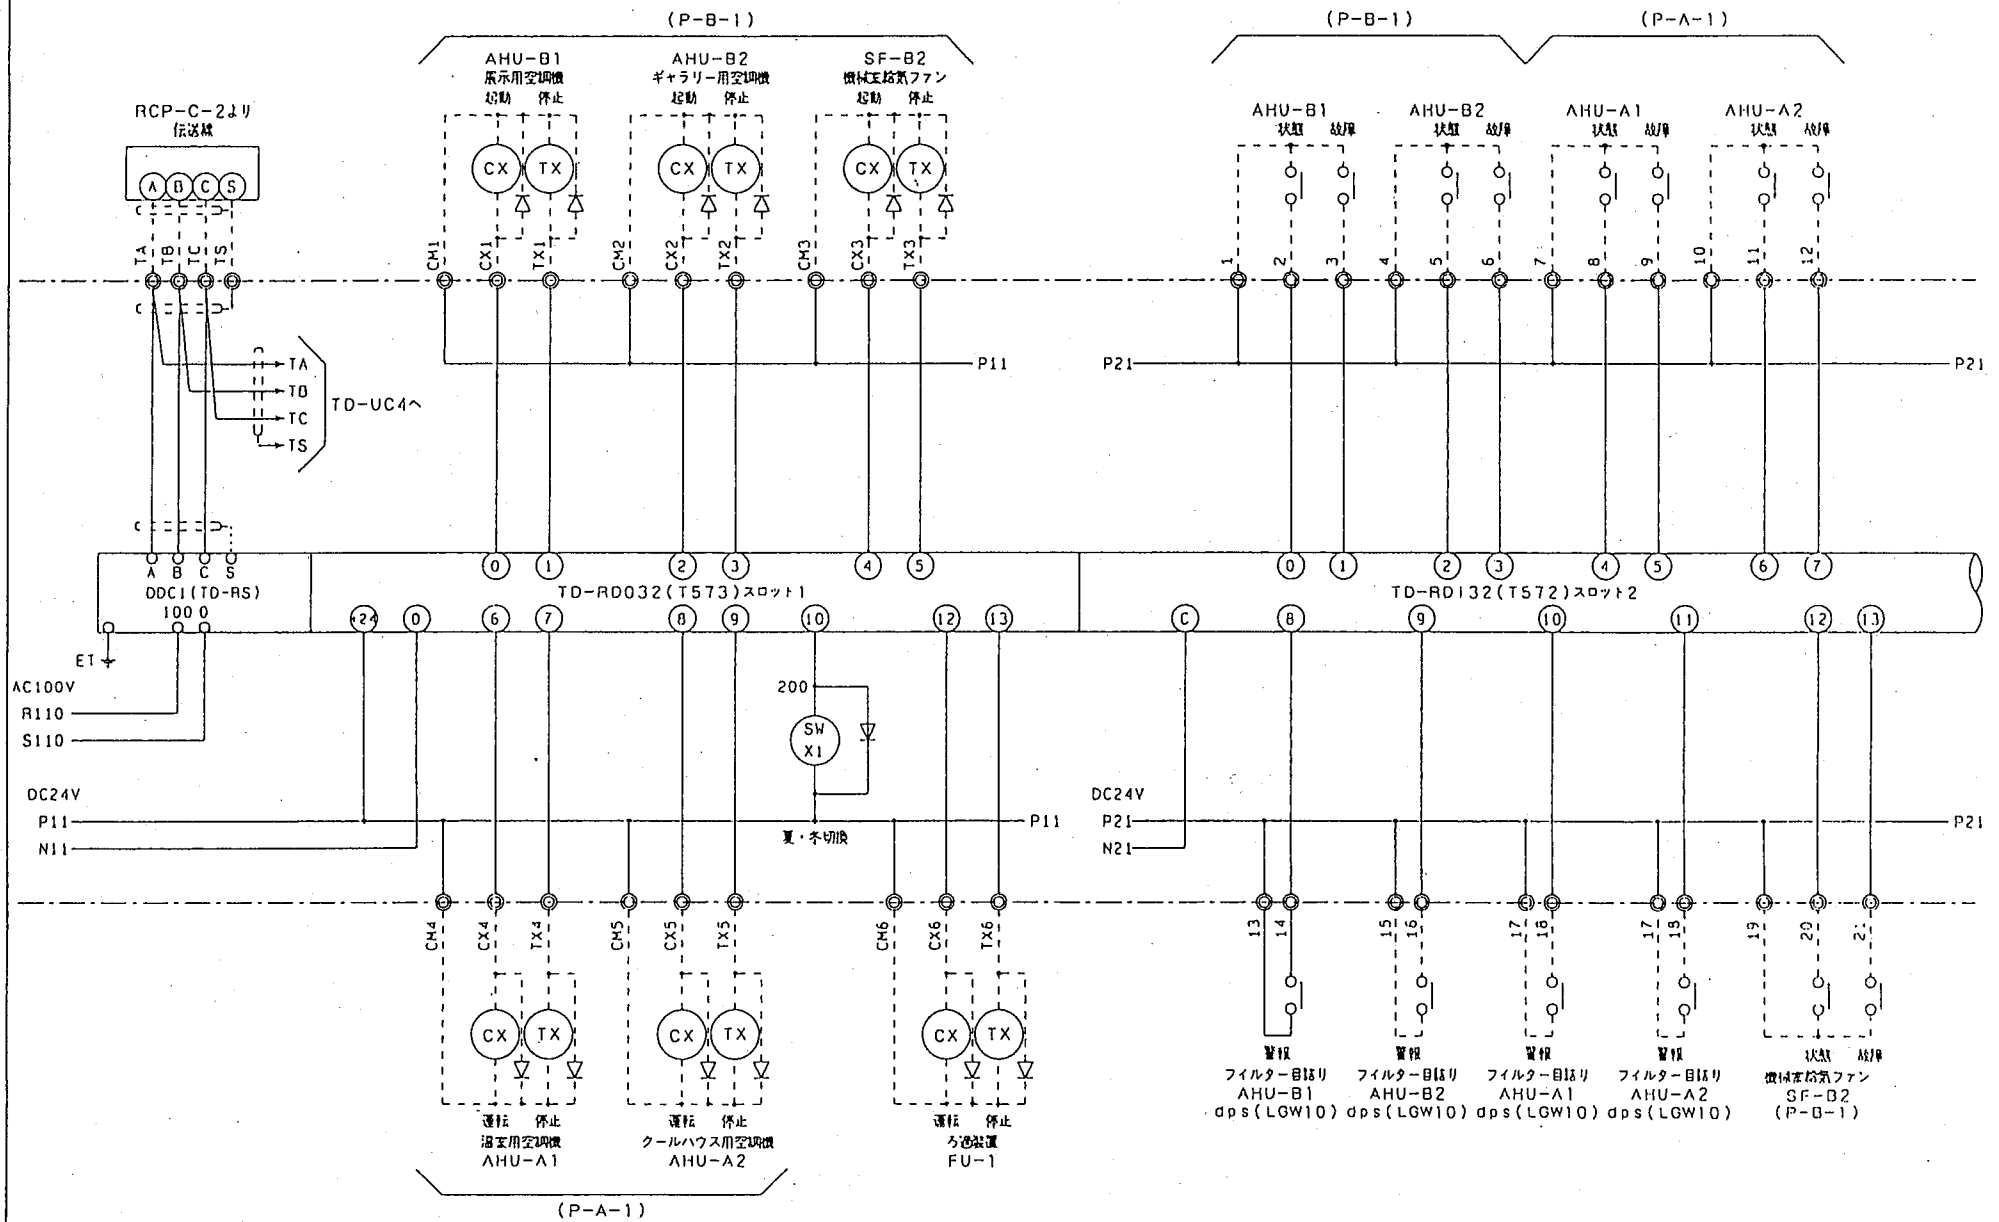 (P-B-1)
(P-B-1)
(P-A-1)
AHU-B1
AHU-B2
SF-B2
展示用空調機
ギャラリー用空調機
機械室給気ファン
起動 停止
起動 停止
起動 停止
RCP-C-2より
伝送線
AHU-B1
AHU-B2
AHU-A1
AHU-A2
状態 故障
状態 故障
状態 故障
状態 故障
CX TX
CX TX
CX TX
A B C S
TA TB TC TS
CM1 CX1 TX1
CM2 CX2 TX2
CM3 CX3 TX3
1 2 3 4 5 6 7 8 9 10 11 12
P11
P21
P21
TA
TB
TC
TS
TD-UC4へ
A B C S
0 1 2 3 4 5
0 1 2 3 4 5 6 7
DDC1(TD-RS)
TD-RDO32(T573)スロット1
TD-RDI32(T572)スロット2
100 0
+24 0 6 7 8 9 10 12 13
C 8 9 10 11 12 13
E1
AC100V
R110
S110
200
SW
X1
DC24V
P11
N11
P11
夏・冬切換
DC24V
P21
N21
P21
CM4 CX4 TX4
CM5 CX5 TX5
CM6 CX6 TX6
13 14 15 16 17 18 17 18 19 20 21
CX TX
CX TX
CX TX
運転 停止
運転 停止
運転 停止
温室用空調機
クールハウス用空調機
ろ過装置
AHU-A1
AHU-A2
FU-1
(P-A-1)
警報
警報
警報
警報
状態 故障
フィルター目詰り
フィルター目詰り
フィルター目詰り
フィルター目詰り
機械室給気ファン
AHU-B1
AHU-B2
AHU-A1
AHU-A2
SF-B2
dps(LGW10)
dps(LGW10)
dps(LGW10)
dps(LGW10)
(P-B-1)